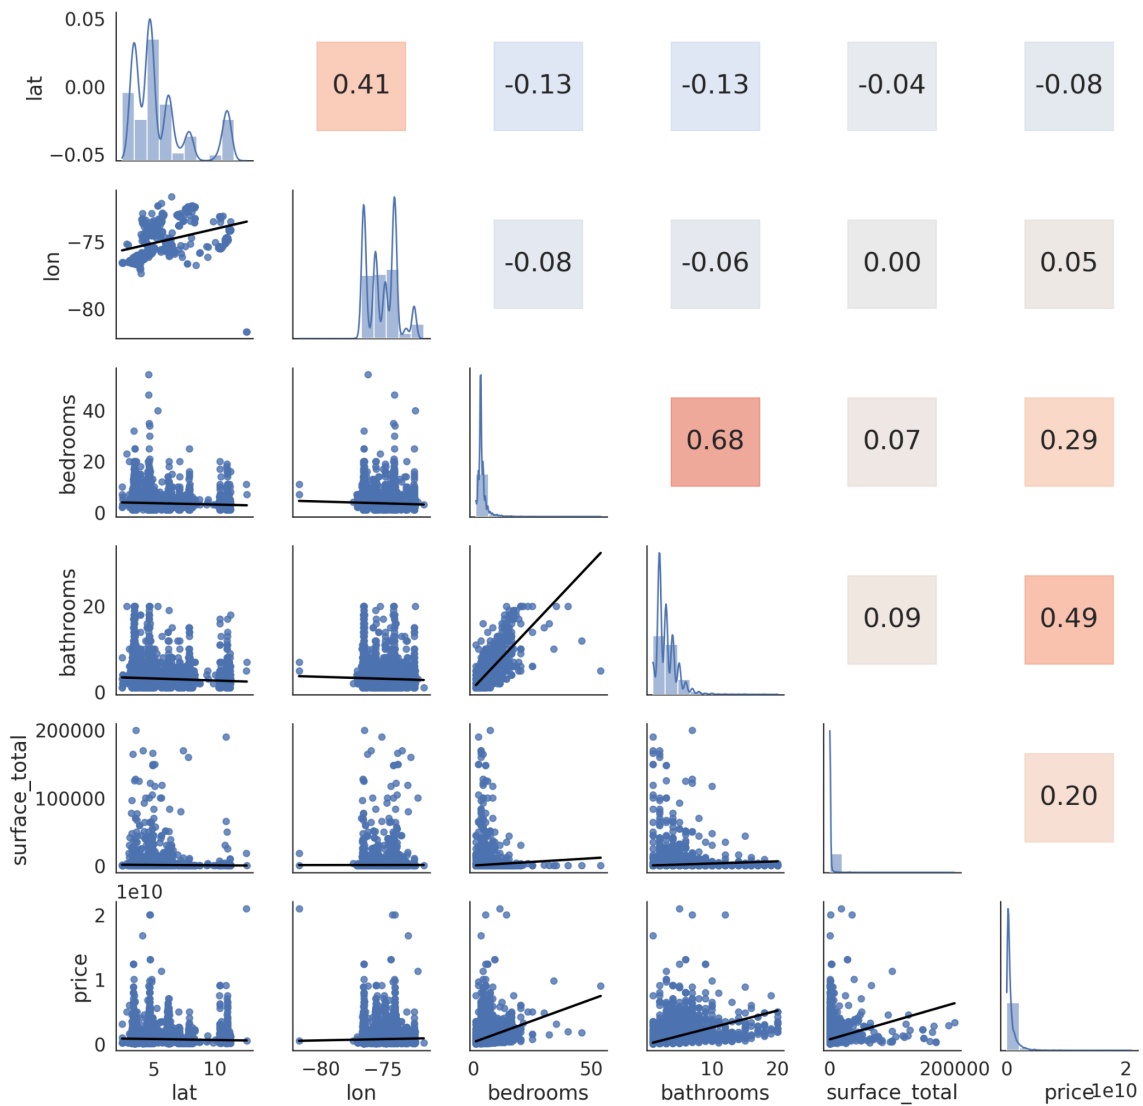 0.05
0.00
−0.05
lat
0.41
-0.13
-0.13
-0.04
-0.08
−75
−80
lon
-0.08
-0.06
0.00
0.05
40
20
0
bedrooms
0.68
0.07
0.29
20
0
bathrooms
0.09
0.49
200000
100000
0
surface_total
0.20
1e10
2
1
0
price
5 10
−80 −75
0 50
0 10 20
0 200000
0 2
lat
lon
bedrooms
bathrooms
surface_total
price
1e10